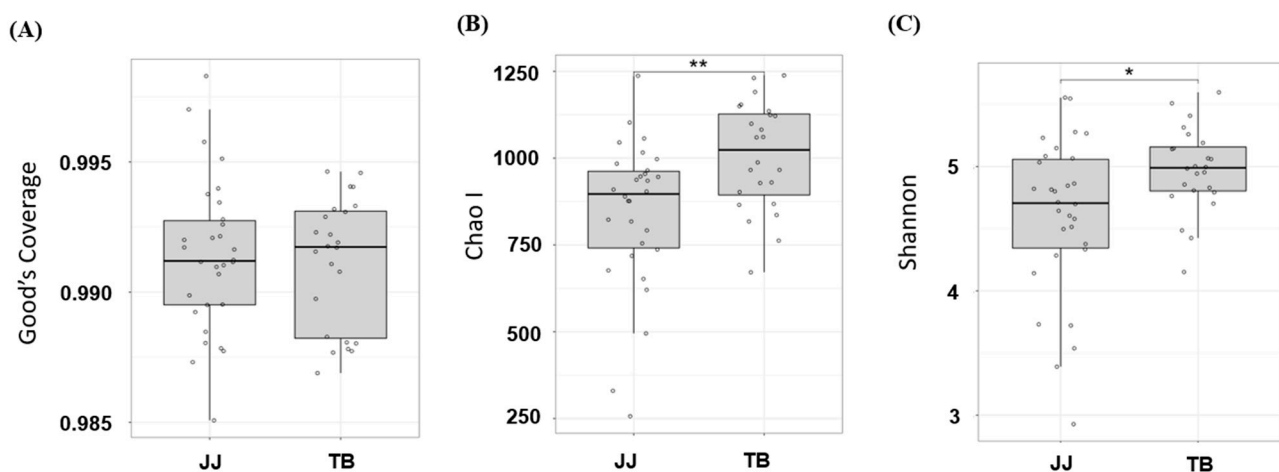 (A)
Good's Coverage
0.995
0.990
0.985
JJ TB
(B)
Chao I
1250
1000
750
500
250
**
JJ TB
(C)
Shannon
5
4
3
*
JJ TB